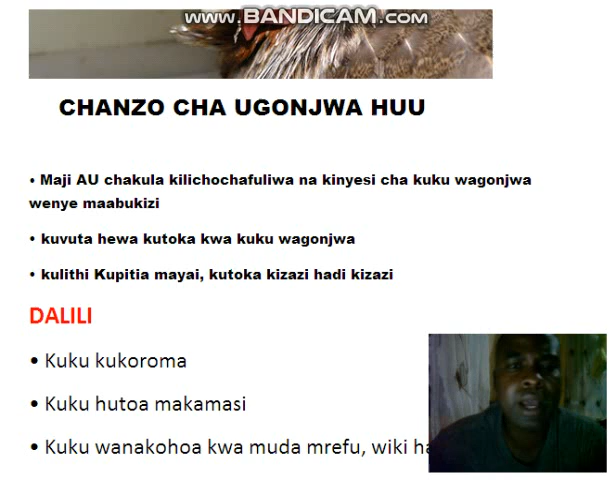 www.BANDICAM.com
CHANZO CHA UGONJWA HUU
• Maji AU chakula kilichochafuliwa na kinyesi cha kuku wagonjwa
wenye maabukizi
• kuvuta hewa kutoka kwa kuku wagonjwa
• kulithi Kupitia mayai, kutoka kizazi hadi kizazi
DALILI
• Kuku kukoroma
• Kuku hutoa makamasi
• Kuku wanakohoa kwa muda mrefu, wiki